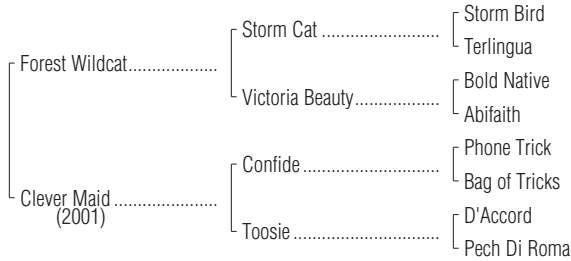 Storm Bird
Storm Cat ..........................
Terlingua
Forest Wildcat....................
Bold Native
Victoria Beauty...................
Abifaith
Phone Trick
Confide ..............................
Bag of Tricks
Clever Maid .......................
(2001)
D'Accord
Toosie .................................
Pech Di Roma